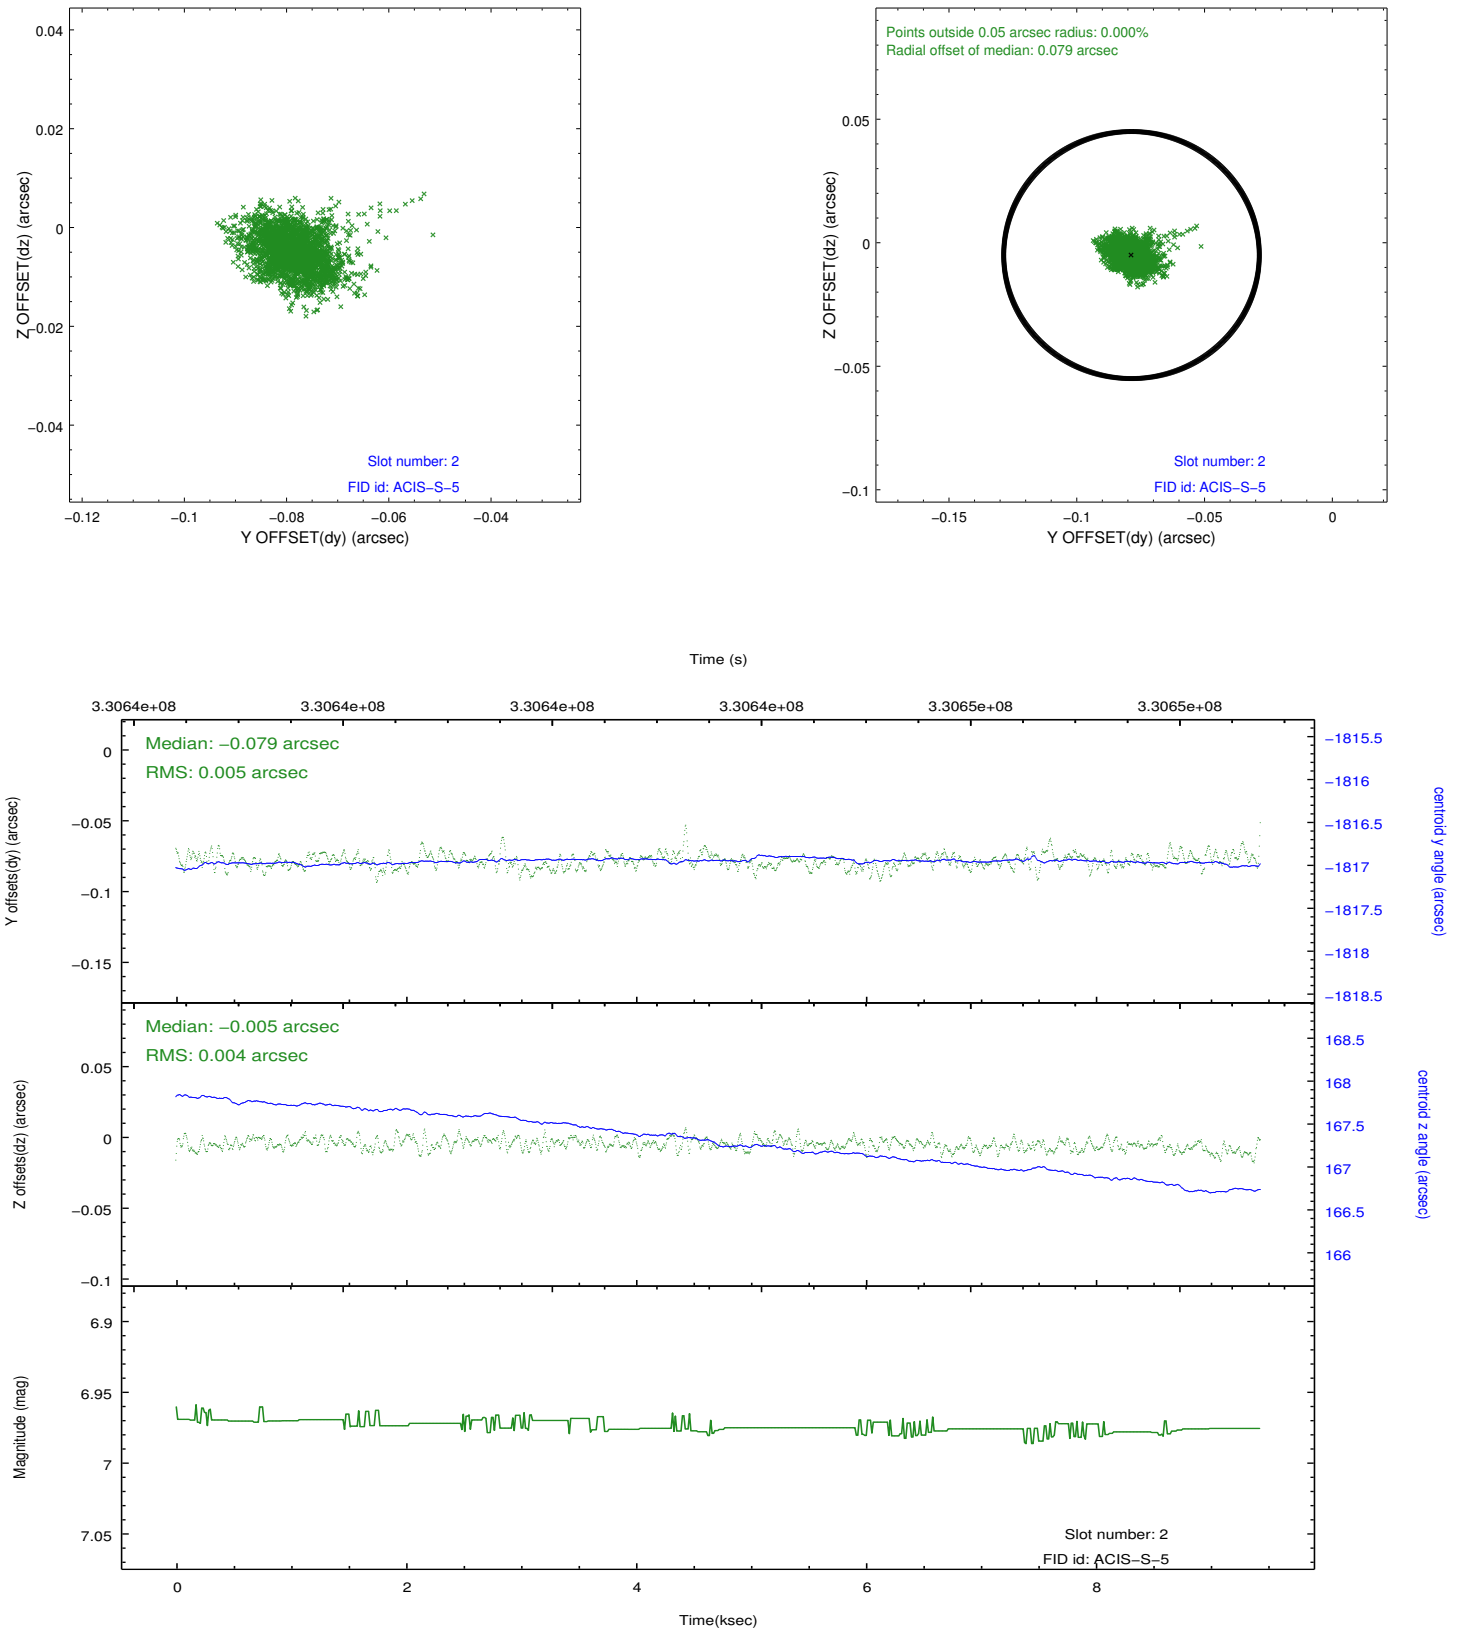 0.04
0.02
0
−0.02
−0.04
Z OFFSET(dz) (arcsec)
Slot number: 2
FID id: ACIS−S−5
−0.12
−0.1
−0.08
−0.06
−0.04
Y OFFSET(dy) (arcsec)
Points outside 0.05 arcsec radius: 0.000%
Radial offset of median: 0.079 arcsec
0.05
0
−0.05
−0.1
Z OFFSET(dz) (arcsec)
Slot number: 2
FID id: ACIS−S−5
−0.15
−0.1
−0.05
0
Y OFFSET(dy) (arcsec)
Time (s)
3.3064e+08
3.3064e+08
3.3064e+08
3.3064e+08
3.3065e+08
3.3065e+08
Median: −0.079 arcsec
RMS: 0.005 arcsec
0
−0.05
−0.1
−0.15
Y offsets(dy) (arcsec)
−1815.5
−1816
−1816.5
−1817
−1817.5
−1818
−1818.5
centroid y angle (arcsec)
Median: −0.005 arcsec
RMS: 0.004 arcsec
0.05
0
−0.05
−0.1
Z offsets(dz) (arcsec)
168.5
168
167.5
167
166.5
166
centroid z angle (arcsec)
6.9
6.95
7
7.05
Magnitude (mag)
Slot number: 2
FID id: ACIS−S−5
0
2
4
6
8
Time(ksec)